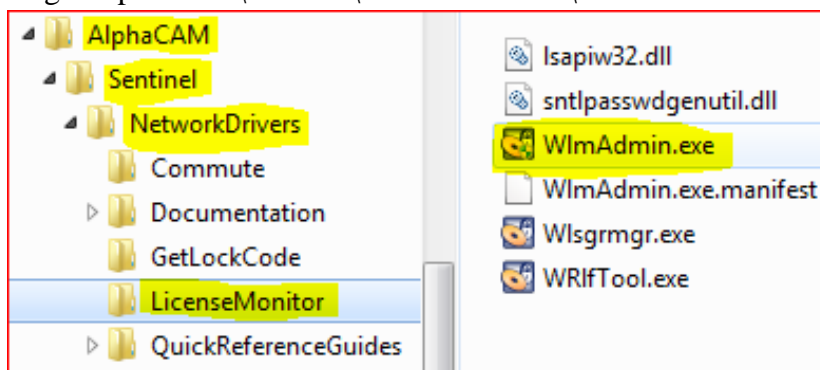 AlphaCAM
Sentinel
NetworkDrivers
Commute
Documentation
GetLockCode
LicenseMonitor
QuickReferenceGuides
lsapiw32.dll
sntlpasswdgenutil.dll
WlmAdmin.exe
WlmAdmin.exe.manifest
Wlsgrmgr.exe
WRlfTool.exe